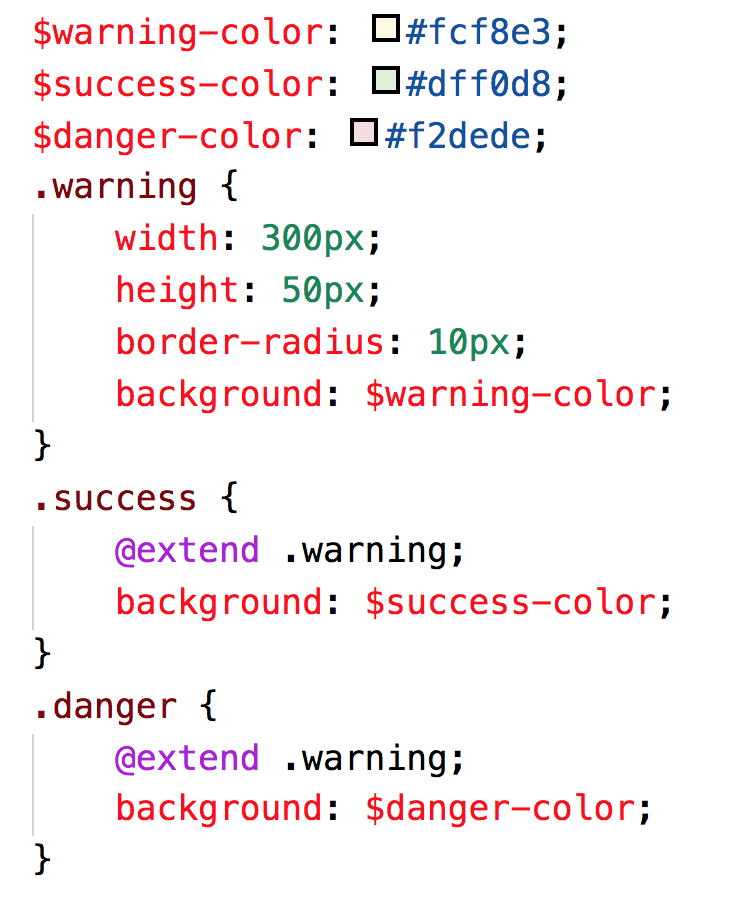 $warning-color: #fcf8e3;
$success-color: #dff0d8;
$danger-color: #f2dede;
.warning {
    width: 300px;
    height: 50px;
    border-radius: 10px;
    background: $warning-color;
}
.success {
    @extend .warning;
    background: $success-color;
}
.danger {
    @extend .warning;
    background: $danger-color;
}